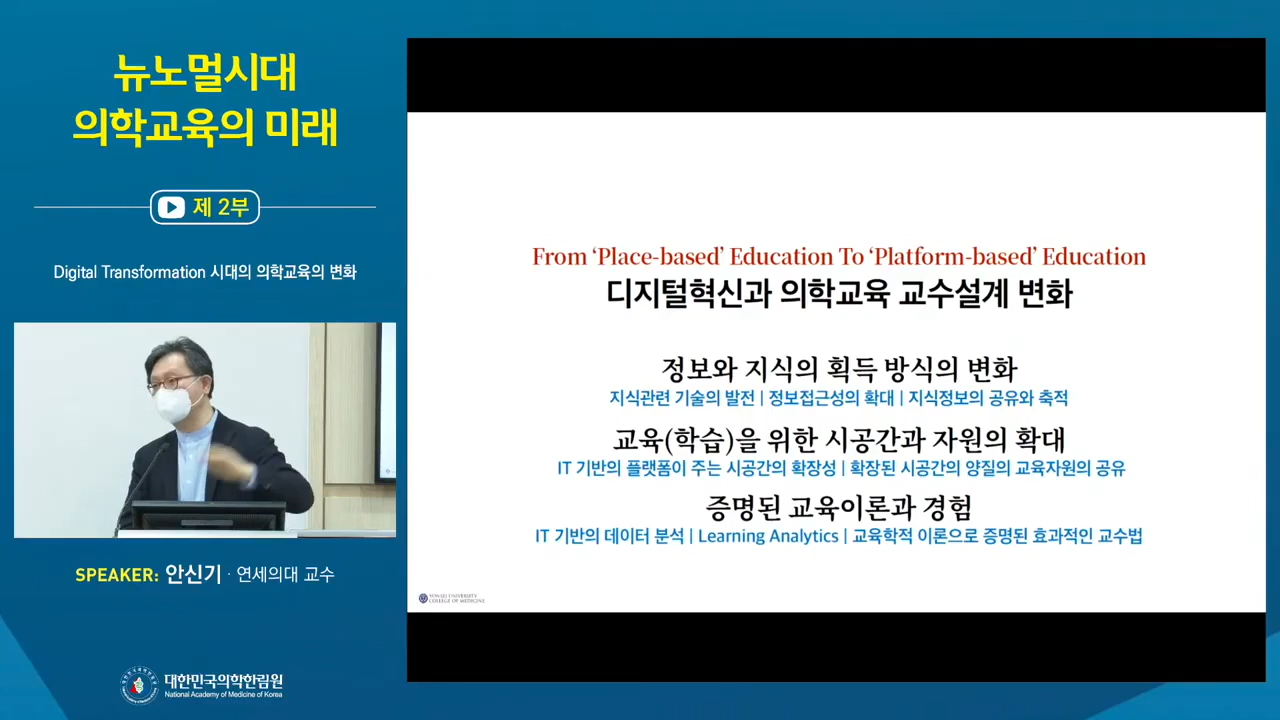 뉴노멀시대
의학교육의 미래
제 2부
Digital Transformation 시대의 의학교육의 변화
SPEAKER: 안신기 · 연세의대 교수
대한민국의학한림원
National Academy of Medicine of Korea
From ‘Place-based’ Education To ‘Platform-based’ Education
디지털혁신과 의학교육 교수설계 변화
정보와 지식의 획득 방식의 변화
지식관련 기술의 발전 | 정보접근성의 확대 | 지식정보의 공유와 축적
교육(학습)을 위한 시공간과 자원의 확대
IT 기반의 플랫폼이 주는 시공간의 확장성 | 확장된 시공간의 양질의 교육자원의 공유
증명된 교육이론과 경험
IT 기반의 데이터 분석 | Learning Analytics | 교육학적 이론으로 증명된 효과적인 교수법
YONSEI UNIVERSITY
COLLEGE OF MEDICINE